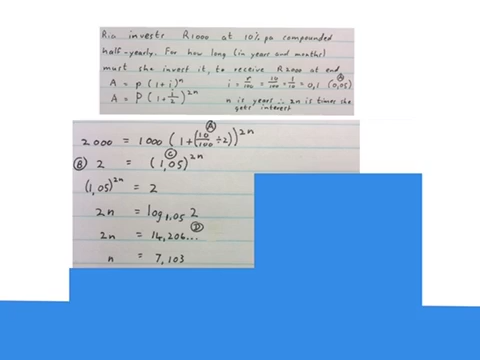 Ria invests R1000 at 10% pa compounded
half-yearly. For how long (in years and months)
must she invest it, to receive R2000 at end.
A = p (1+i)ⁿ i = r/100 = 10/100 = 1/10 = 0,1 (0,05) Ⓐ
A = P (1+i/2)²ⁿ n is years ∴ 2n is times she
gets interest
2000 = 1000 (1+(10/100 ÷2))²ⁿ Ⓐ
Ⓑ 2 = (1,05)²ⁿ Ⓒ
(1,05)²ⁿ = 2
2n = log₁,₀₅ 2
2n = 14,206... Ⓓ
n = 7,103